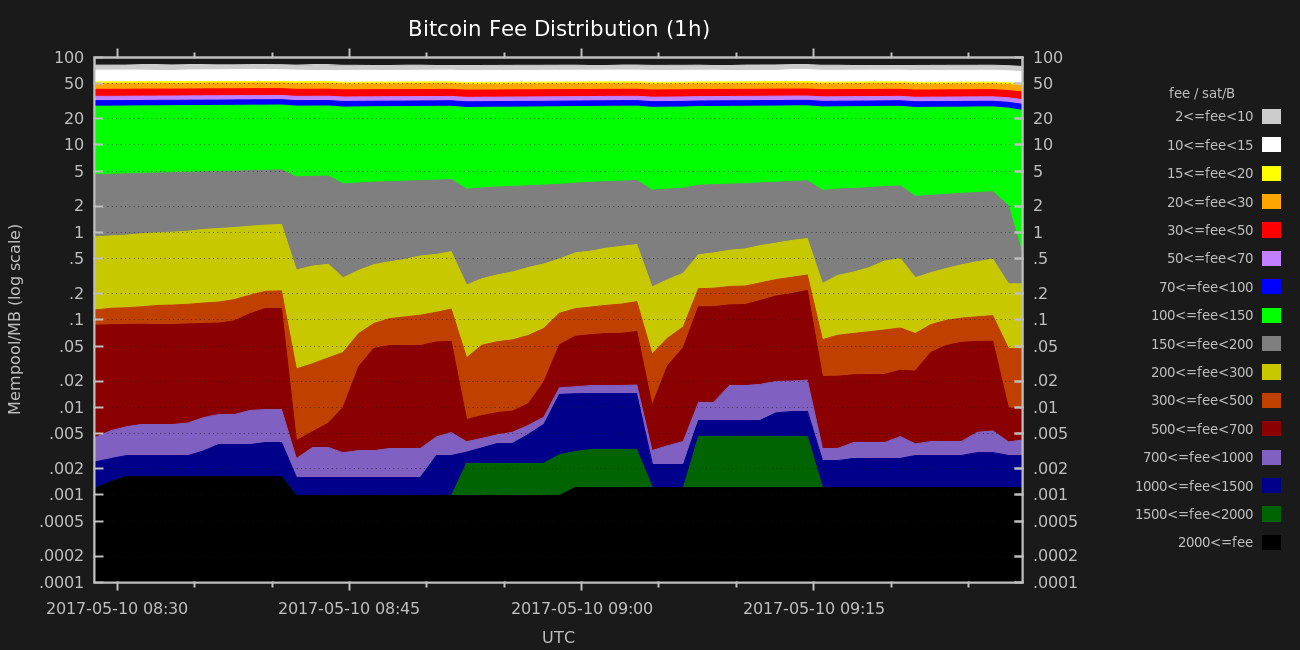 Bitcoin Fee Distribution (1h)
Mempool/MB (log scale)
100
50
20
10
5
2
1
.5
.2
.1
.05
.02
.01
.005
.002
.001
.0005
.0002
.0001
100
50
20
10
5
2
1
.5
.2
.1
.05
.02
.01
.005
.002
.001
.0005
.0002
.0001
2017-05-10 08:30
2017-05-10 08:45
2017-05-10 09:00
2017-05-10 09:15
UTC
fee / sat/B
2<=fee<10
10<=fee<15
15<=fee<20
20<=fee<30
30<=fee<50
50<=fee<70
70<=fee<100
100<=fee<150
150<=fee<200
200<=fee<300
300<=fee<500
500<=fee<700
700<=fee<1000
1000<=fee<1500
1500<=fee<2000
2000<=fee